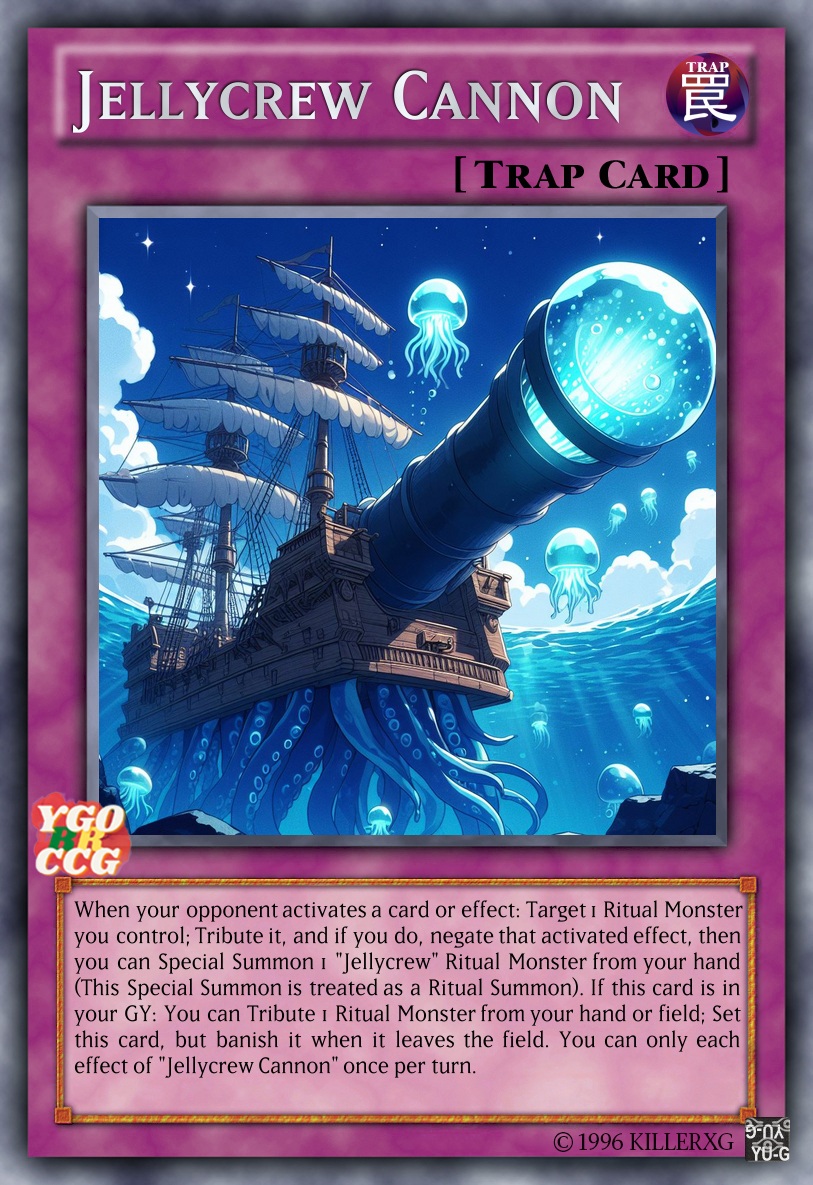 Jellycrew Cannon
TRAP
罠
[Trap Card]
YGO
RR
CCG
When your opponent activates a card or effect: Target 1 Ritual Monster
you control; Tribute it, and if you do, negate that activated effect, then
you can Special Summon 1 "Jellycrew" Ritual Monster from your hand
(This Special Summon is treated as a Ritual Summon). If this card is in
your GY: You can Tribute 1 Ritual Monster from your hand or field; Set
this card, but banish it when it leaves the field. You can only each
effect of "Jellycrew Cannon" once per turn.
© 1996 KILLERXG
YU-G